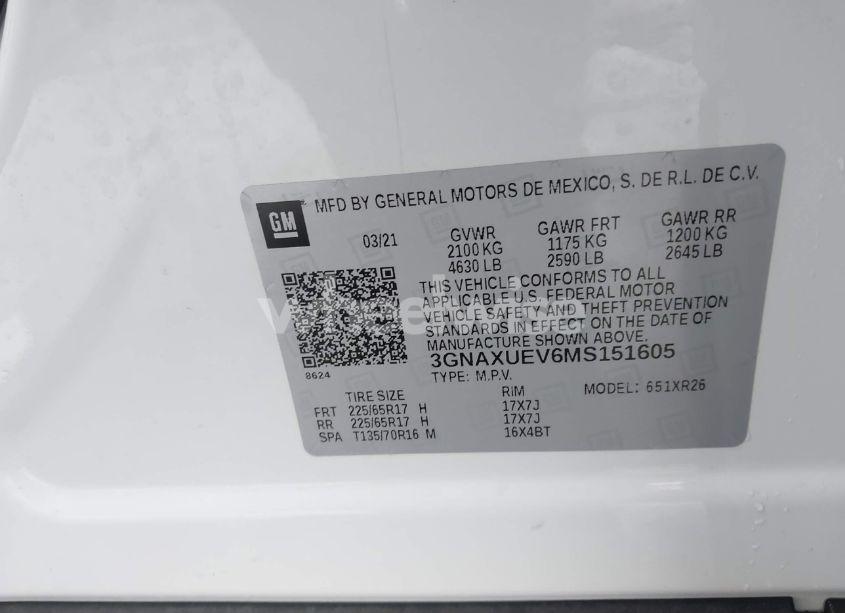 MFD BY GENERAL MOTORS DE MEXICO, S. DE R.L. DE C.V.
GM
03/21 GVWR GAWR FRT GAWR RR
2100 KG 1175 KG 1200 KG
4630 LB 2590 LB 2645 LB
THIS VEHICLE CONFORMS TO ALL
APPLICABLE U.S. FEDERAL MOTOR
VEHICLE SAFETY AND THEFT PREVENTION
STANDARDS IN EFFECT ON THE DATE OF
MANUFACTURE SHOWN ABOVE.
3GNAXUEV6MS151605
8624
TYPE: M.P.V. MODEL: 651XR26
TIRE SIZE RIM
FRT 225/65R17 H 17X7J
RR 225/65R17 H 17X7J
SPA T135/70R16 M 16X4BT